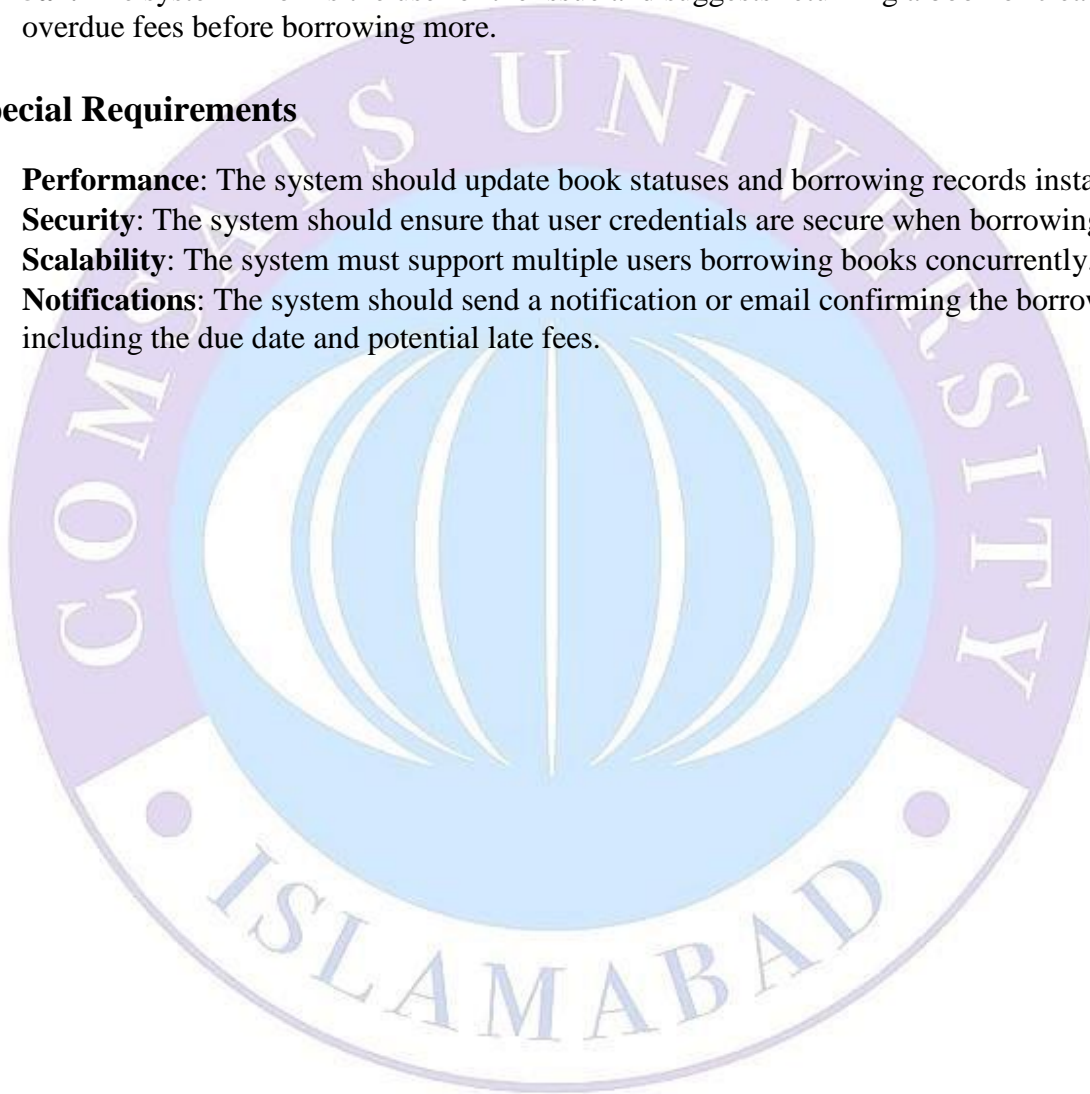 overdue fees before borrowing more.
pecial Requirements
Performance: The system should update book statuses and borrowing records insta
Security: The system should ensure that user credentials are secure when borrowing
Scalability: The system must support multiple users borrowing books concurrently.
Notifications: The system should send a notification or email confirming the borrow
including the due date and potential late fees.
COMSATS UNIVERSITY
• ISLAMABAD •